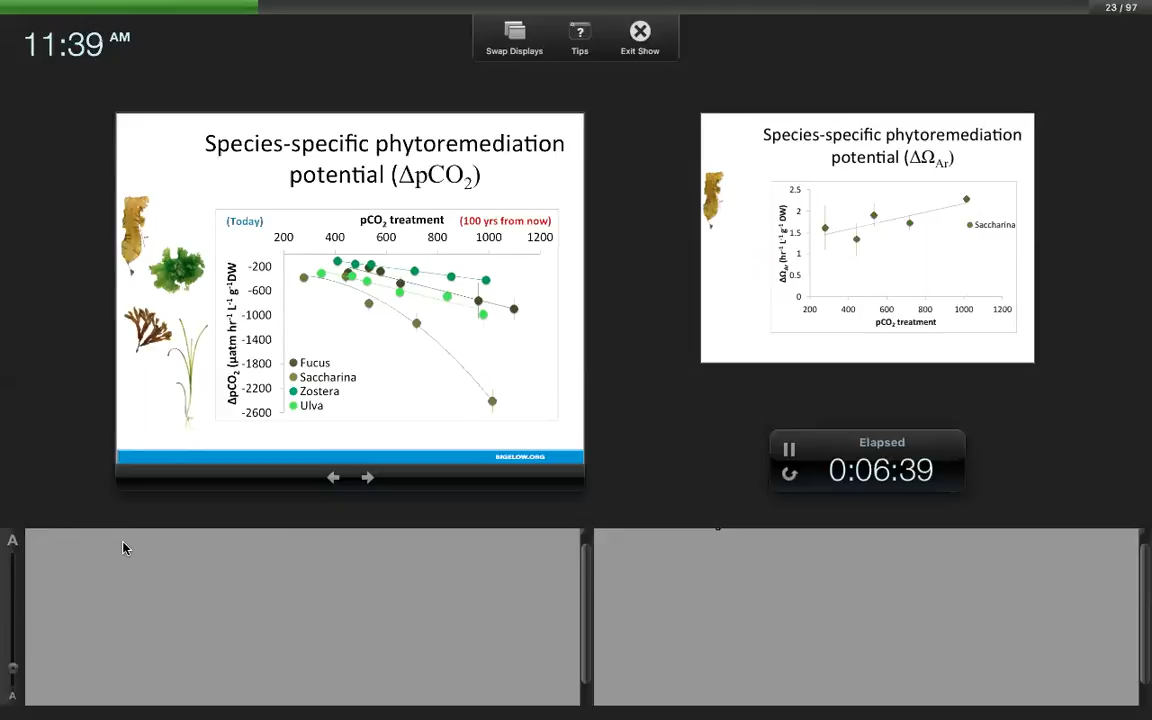 23 / 97
11:39 AM
Swap Displays
Tips
Exit Show
Species-specific phytoremediation
potential (ΔpCO₂)
(Today)
pCO₂ treatment
(100 yrs from now)
200 400 600 800 1000 1200
-200
-600
-1000
-1400
-1800
-2200
-2600
ΔpCO₂ (µatm hr⁻¹ L⁻¹ g⁻¹DW)
Fucus
Saccharina
Zostera
Ulva
BIGELOW.ORG
Species-specific phytoremediation
potential (ΔΩAr)
2.5
2
1.5
1
0.5
0
ΔΩAr (hr⁻¹ L⁻¹ g⁻¹ DW)
Saccharina
200 400 600 800 1000 1200
pCO₂ treatment
Elapsed
0:06:39
A
A